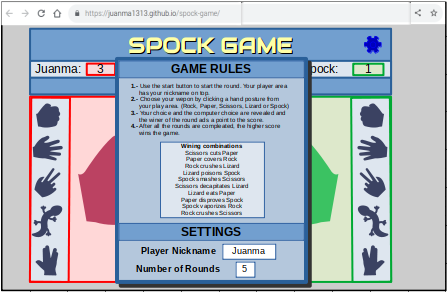 https://juanma1313.github.io/spock-game/
SPOCK GAME
Juanma: 3
pock: 1
GAME RULES
1.- Use the start button to start the round. Your player area
has your nickname on top.
2.- Choose your wepon by clicking a hand posture from
your play area. (Rock, Paper, Scissors, Lizard or Spock)
3.- Your choice and the computer choice are revealed and
the winer of the round ads a point to the score.
4.- After all the rounds are compleated, the higher score
wins the game.
Wining combinations
Scissors cuts Paper
Paper covers Rock
Rock crushes Lizard
Lizard poisons Spock
Spock smashes Scissors
Scissors decapitates Lizard
Lizard eats Paper
Paper disproves Spock
Spock vaporizes Rock
Rock crushes Scissors
SETTINGS
Player Nickname Juanma
Number of Rounds 5